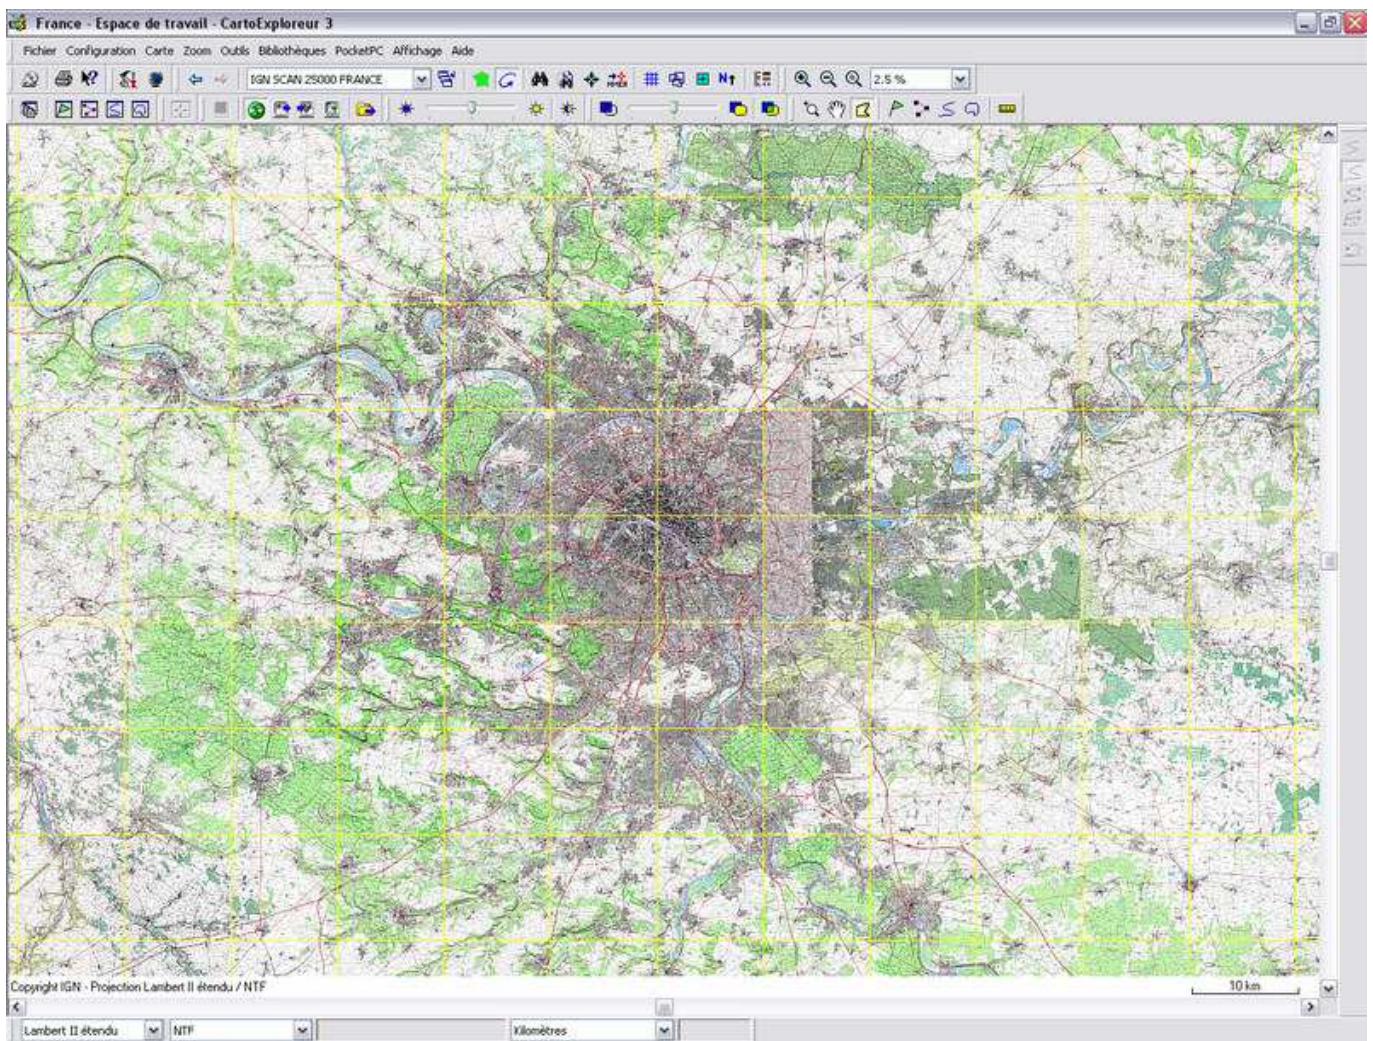 France - Espace de travail - CartoExploreur 3
Fichier Configuration Carte Zoom Outils Bibliothèques PocketPC Affichage Aide
IGN SCAN 25000 FRANCE
2.5 %
Copyright IGN - Projection Lambert II étendu / NTF
10 km
Lambert II étendu NTF Kilomètres